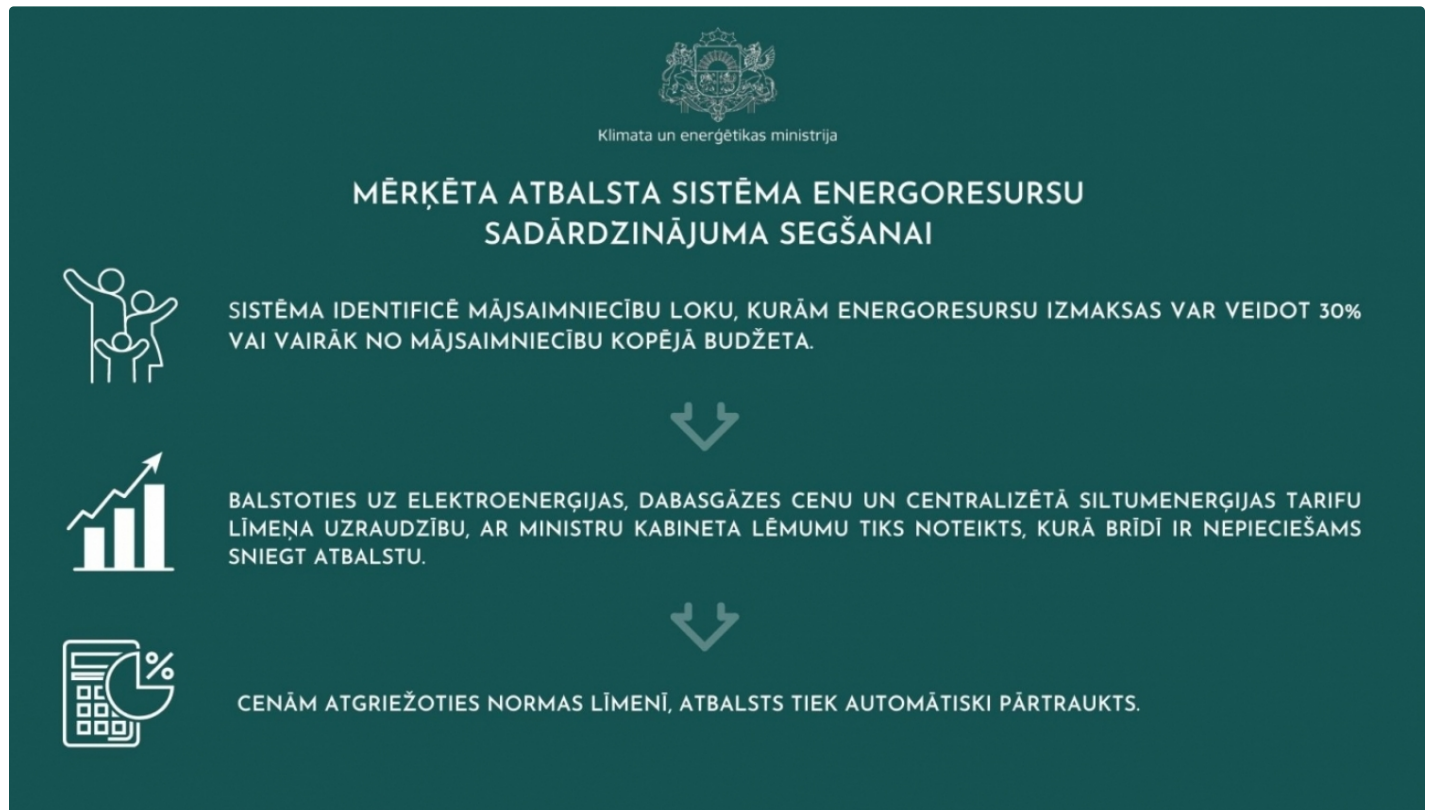 Klimata un enerģētikas ministrija
MĒRĶĒTA ATBALSTA SISTĒMA ENERGORESURSU
SADĀRDZINĀJUMA SEGŠANAI
SISTĒMA IDENTIFICĒ MĀJSAIMNIECĪBU LOKU, KURĀM ENERGORESURSU IZMAKSAS VAR VEIDOT 30%
VAI VAIRĀK NO MĀJSAIMNIECĪBU KOPĒJĀ BUDŽETA.
BALSTOTIES UZ ELEKTROENERĢIJAS, DABASGĀZES CENU UN CENTRALIZĒTĀ SILTUMENERĢIJAS TARIFU
LĪMEŅA UZRAUDZĪBU, AR MINISTRU KABINETA LĒMUMU TIKS NOTEIKTS, KURĀ BRĪDĪ IR NEPIECIEŠAMS
SNIEGT ATBALSTU.
%
CENĀM ATGRIEŽOTIES NORMAS LĪMENĪ, ATBALSTS TIEK AUTOMĀTISKI PĀRTRAUKTS.